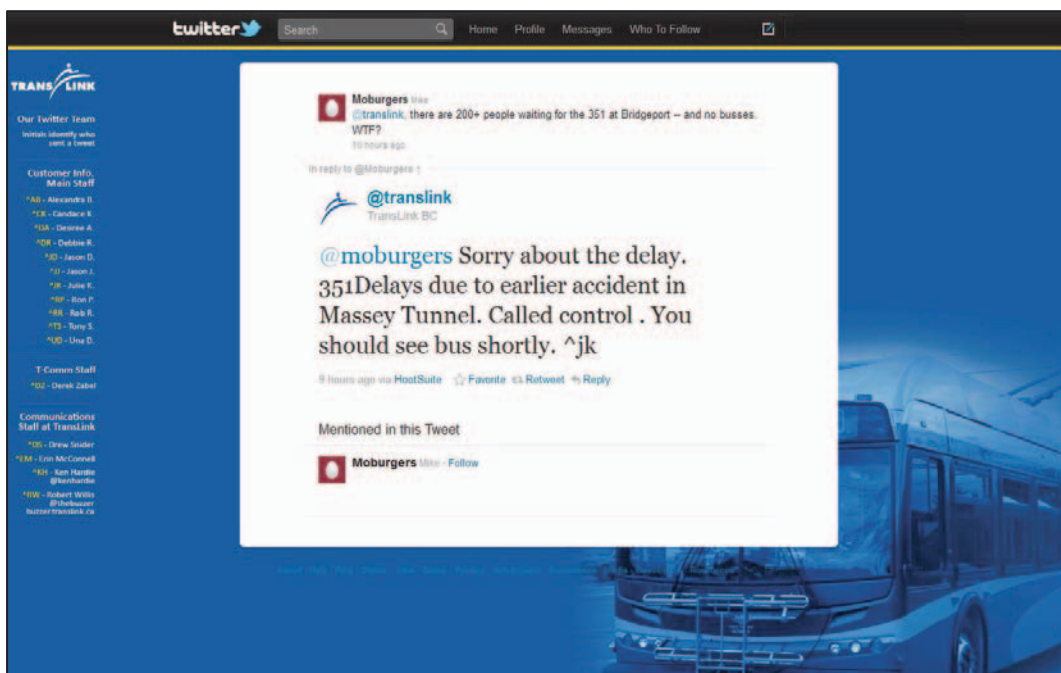 twitter
Search
Home Profile Messages Who To Follow
TRANS LINK
Our Twitter Team
Initials identify who
sent a tweet
Customer Info.
Main Staff
^AB - Alexandra B.
^CK - Candace K.
^DA - Desiree A.
^DR - Debbie R.
^JD - Jason D.
^JJ - Jason J.
^JK - Julie K.
^RP - Ron P.
^RR - Rob R.
^TS - Tony S.
^UD - Una D.
T-Comm Staff
^DZ - Derek Zabel
Communications
Staff at TransLink
^DS - Drew Snider
^EM - Erin McConnell
^KH - Ken Hardie
@kenhardie
^RW - Robert Willis
@thebuzzer
buzzer.translink.ca
Moburgers Mike
@translink, there are 200+ people waiting for the 351 at Bridgeport -- and no busses.
WTF?
10 hours ago
In reply to @Moburgers ↑
@translink
TransLink BC
@moburgers Sorry about the delay.
351Delays due to earlier accident in
Massey Tunnel. Called control . You
should see bus shortly. ^jk
9 hours ago via HootSuite Favorite Retweet Reply
Mentioned in this Tweet
Moburgers Mike - Follow